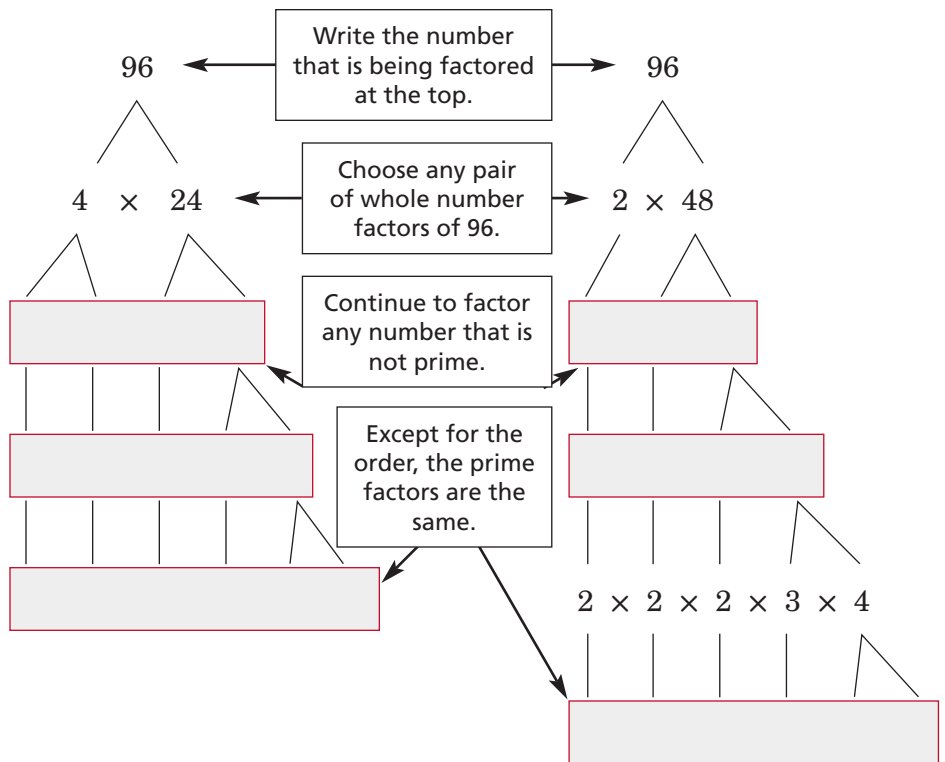 Write the number
that is being factored
at the top.
96
96
Choose any pair
of whole number
factors of 96.
4 × 24
2 × 48
Continue to factor
any number that is
not prime.
Except for the
order, the prime
factors are the
same.
2 × 2 × 2 × 3 × 4